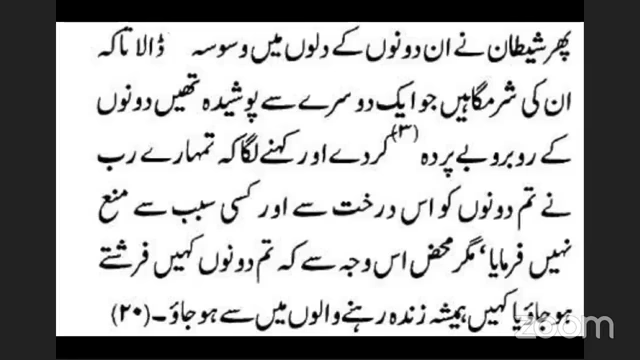 پھر شیطان نے ان دونوں کے دلوں میں وسوسہ ڈالا تاکہ
ان کی شرمگاہیں جو ایک دوسرے سے پوشیدہ تھیں دونوں
کے روبرو بے پردہ (۳) کردے اور کہنے لگا کہ تمہارے رب
نے تم دونوں کو اس درخت سے اور کسی سبب سے منع
نہیں فرمایا، مگر محض اس وجہ سے کہ تم دونوں کہیں فرشتے
ہوجاؤ یا کہیں ہمیشہ زندہ رہنے والوں میں سے ہوجاؤ۔ (۲۰)
zoom